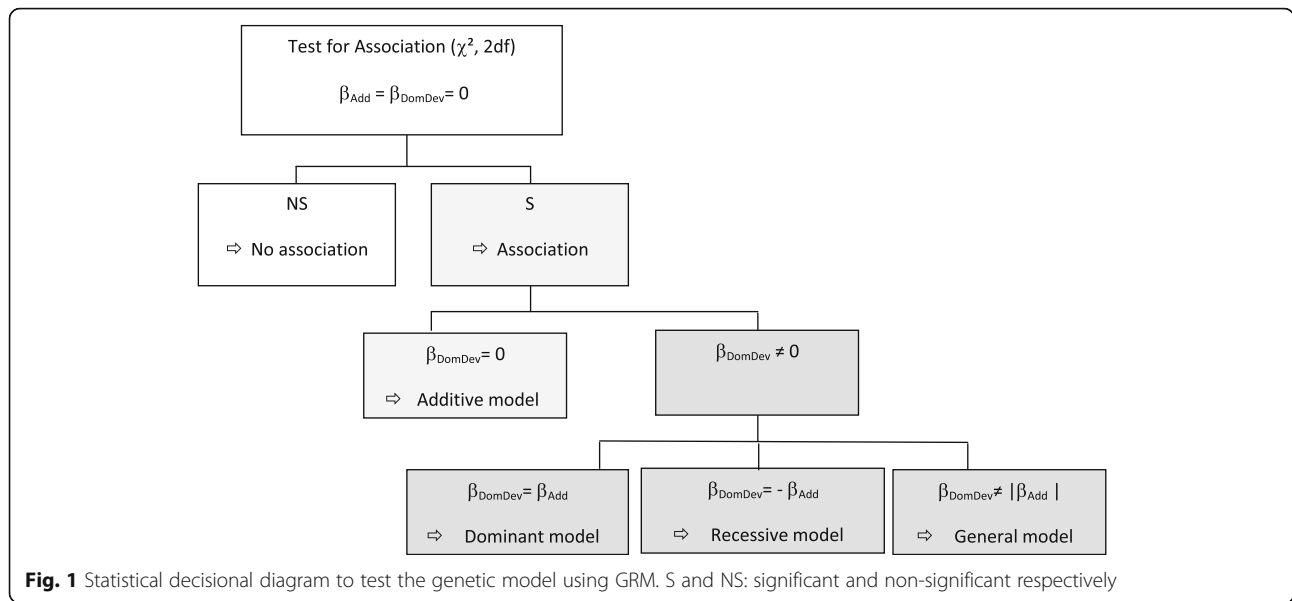 Test for Association (χ², 2df)
βAdd = βDomDev= 0
NS
⇨ No association
S
⇨ Association
βDomDev= 0
⇨ Additive model
βDomDev ≠ 0
βDomDev= βAdd
⇨ Dominant model
βDomDev= - βAdd
⇨ Recessive model
βDomDev≠ |βAdd |
⇨ General model
Fig. 1 Statistical decisional diagram to test the genetic model using GRM. S and NS: significant and non-significant respectively